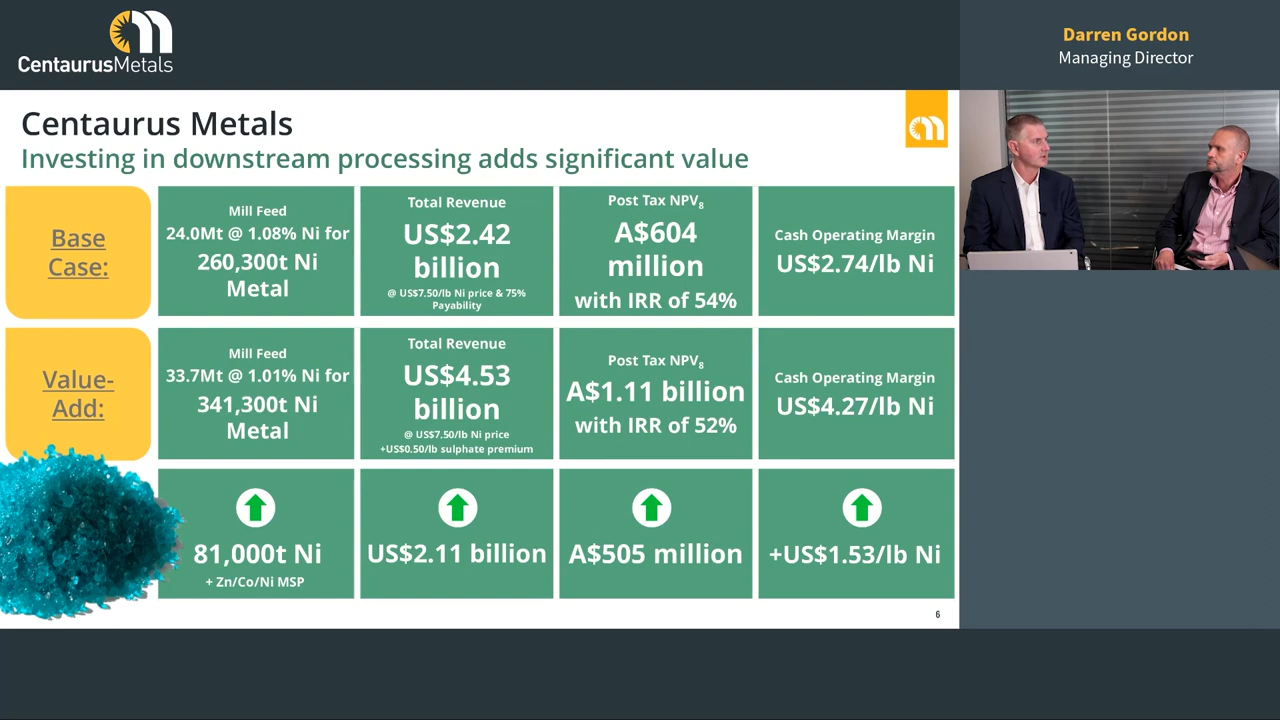 CentaurusMetals
Darren Gordon
Managing Director
Centaurus Metals
Investing in downstream processing adds significant value
Base
Case:
Mill Feed
24.0Mt @ 1.08% Ni for
260,300t Ni
Metal
Total Revenue
US$2.42
billion
@ US$7.50/lb Ni price & 75%
Payability
Post Tax NPV8
A$604
million
with IRR of 54%
Cash Operating Margin
US$2.74/lb Ni
Value-
Add:
Mill Feed
33.7Mt @ 1.01% Ni for
341,300t Ni
Metal
Total Revenue
US$4.53
billion
@ US$7.50/lb Ni price
+US$0.50/lb sulphate premium
Post Tax NPV8
A$1.11 billion
with IRR of 52%
Cash Operating Margin
US$4.27/lb Ni
81,000t Ni
+ Zn/Co/Ni MSP
US$2.11 billion
A$505 million
+US$1.53/lb Ni
6